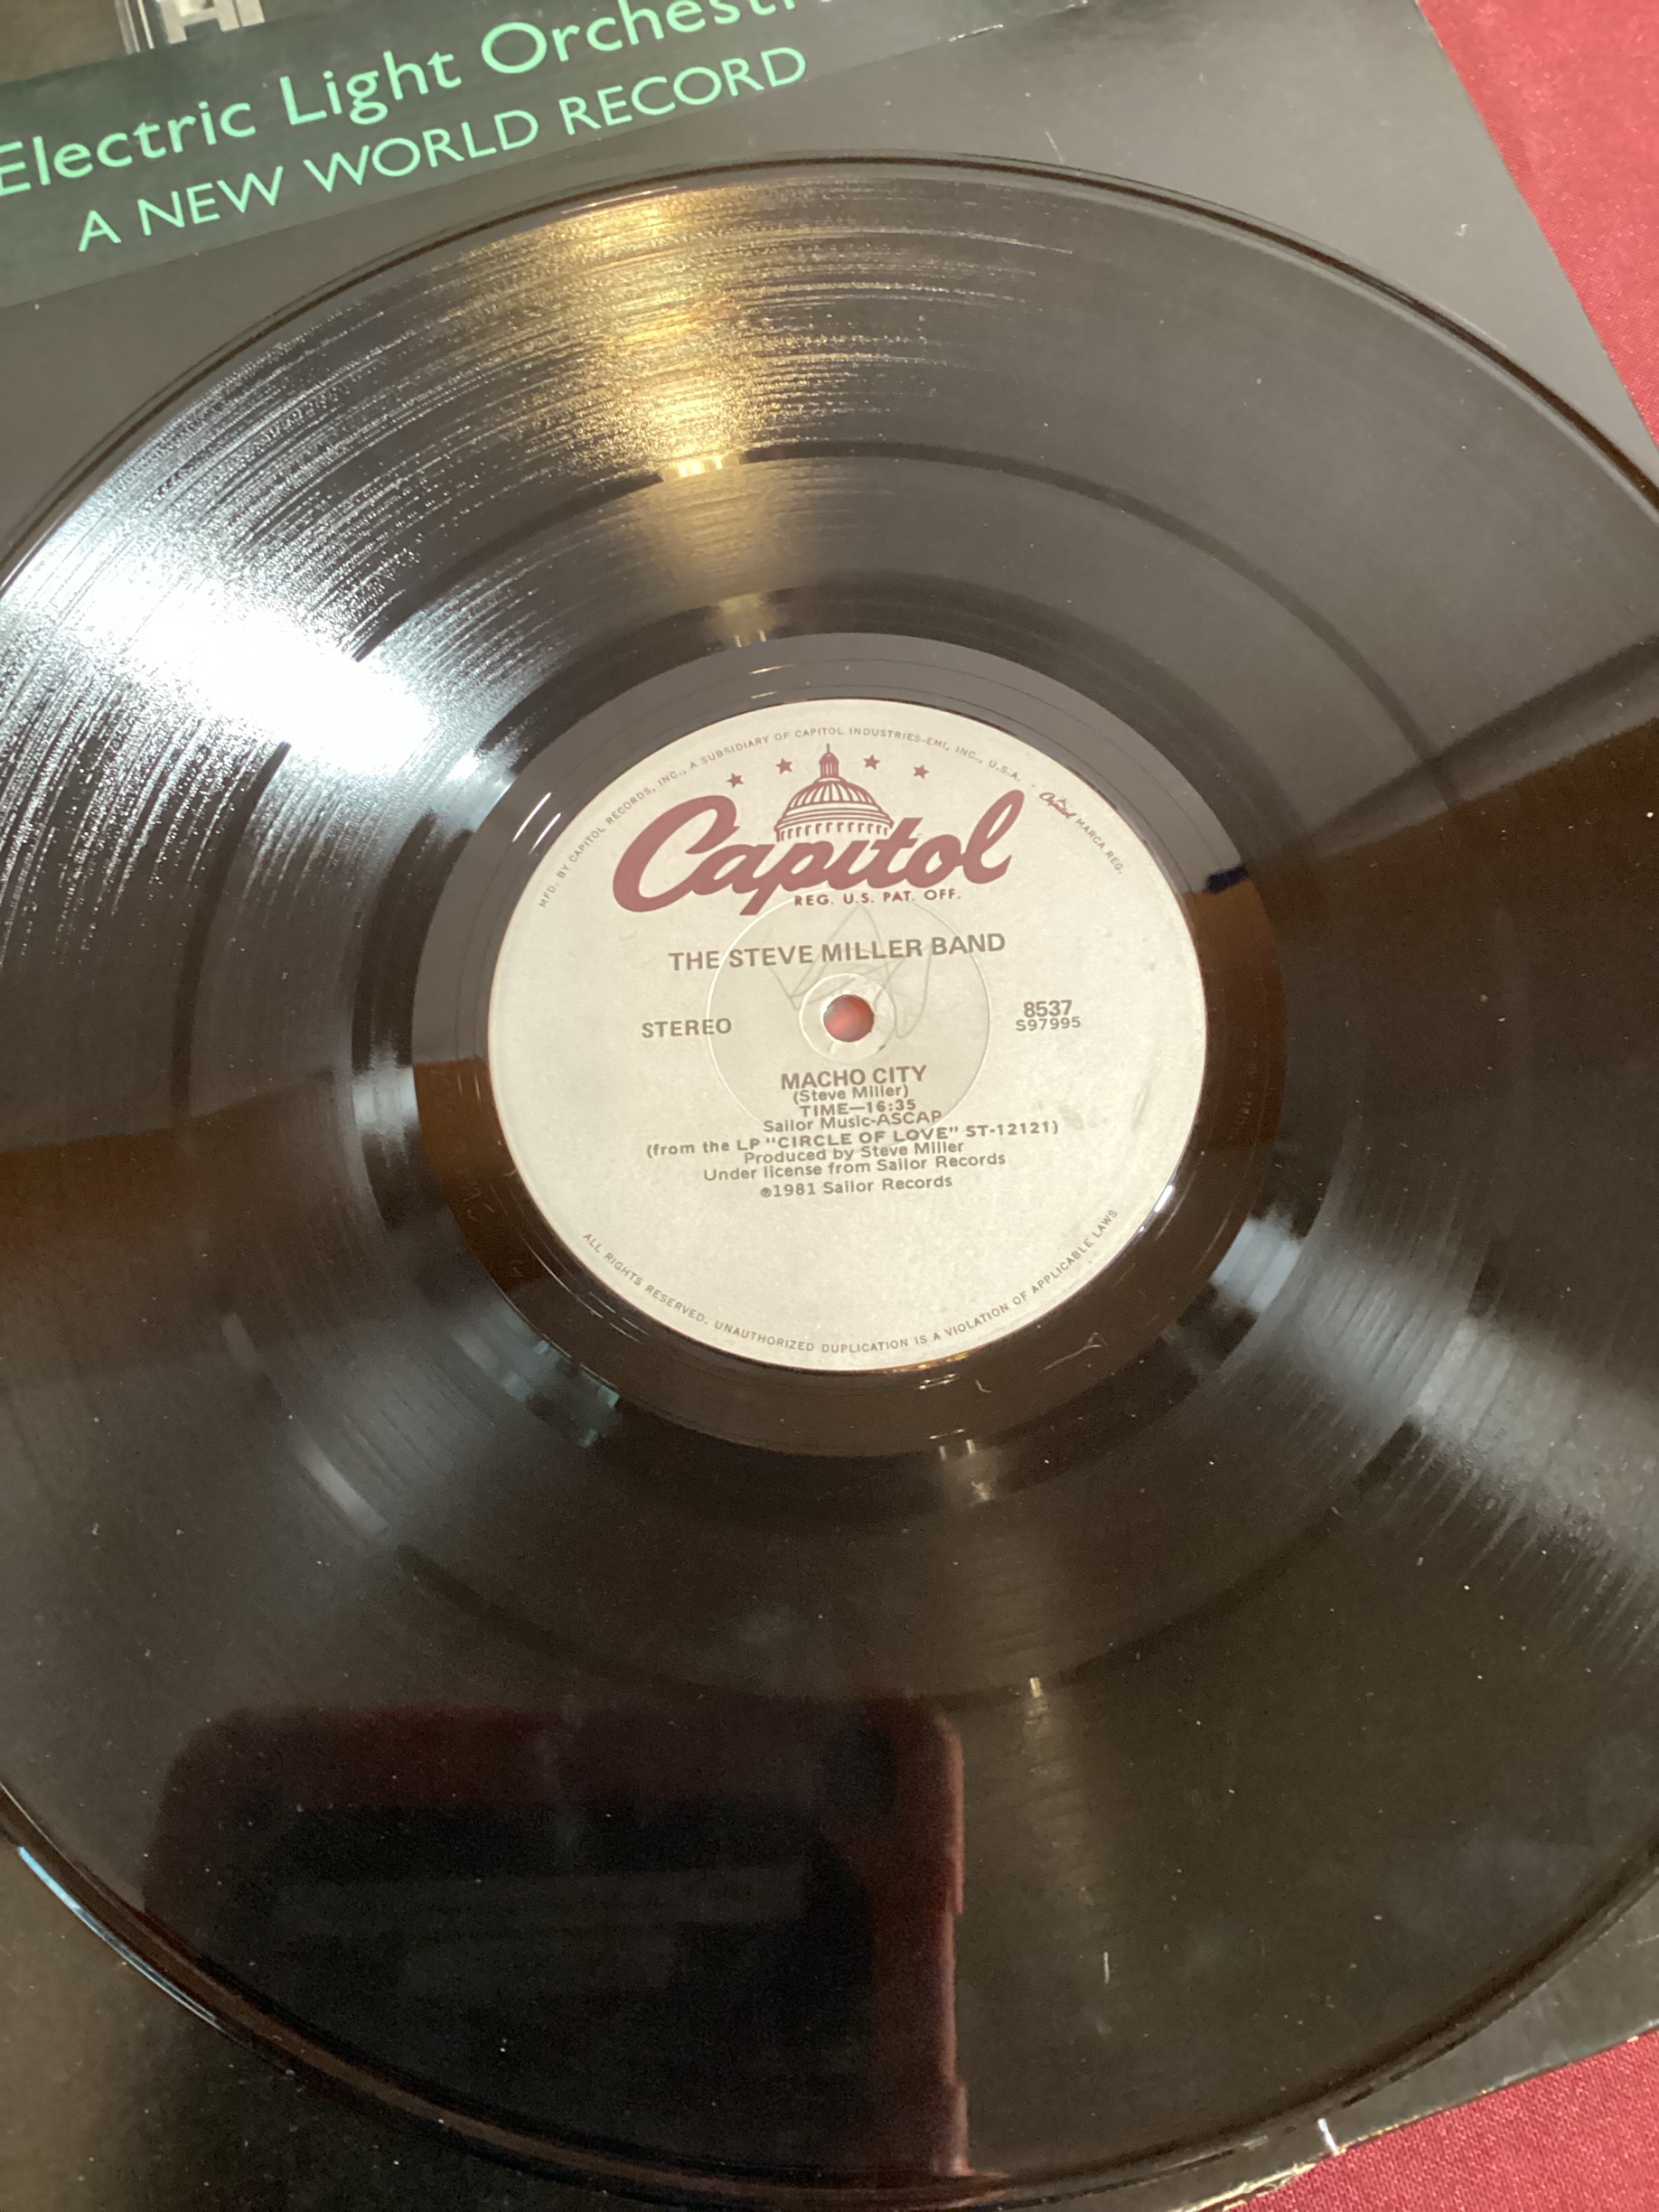 Electric Light Orchest
A NEW WORLD RECORD
MFD. BY CAPITOL RECORDS, INC., A SUBSIDIARY OF CAPITOL INDUSTRIES-EMI, INC., U.S.A. · Capitol MARCA REG.
Capitol
REG. U.S. PAT. OFF.
THE STEVE MILLER BAND
STEREO
8537
S97995
MACHO CITY
(Steve Miller)
TIME—16:35
Sailor Music-ASCAP
(from the LP "CIRCLE OF LOVE" ST-12121)
Produced by Steve Miller
Under license from Sailor Records
℗1981 Sailor Records
ALL RIGHTS RESERVED. UNAUTHORIZED DUPLICATION IS A VIOLATION OF APPLICABLE LAWS